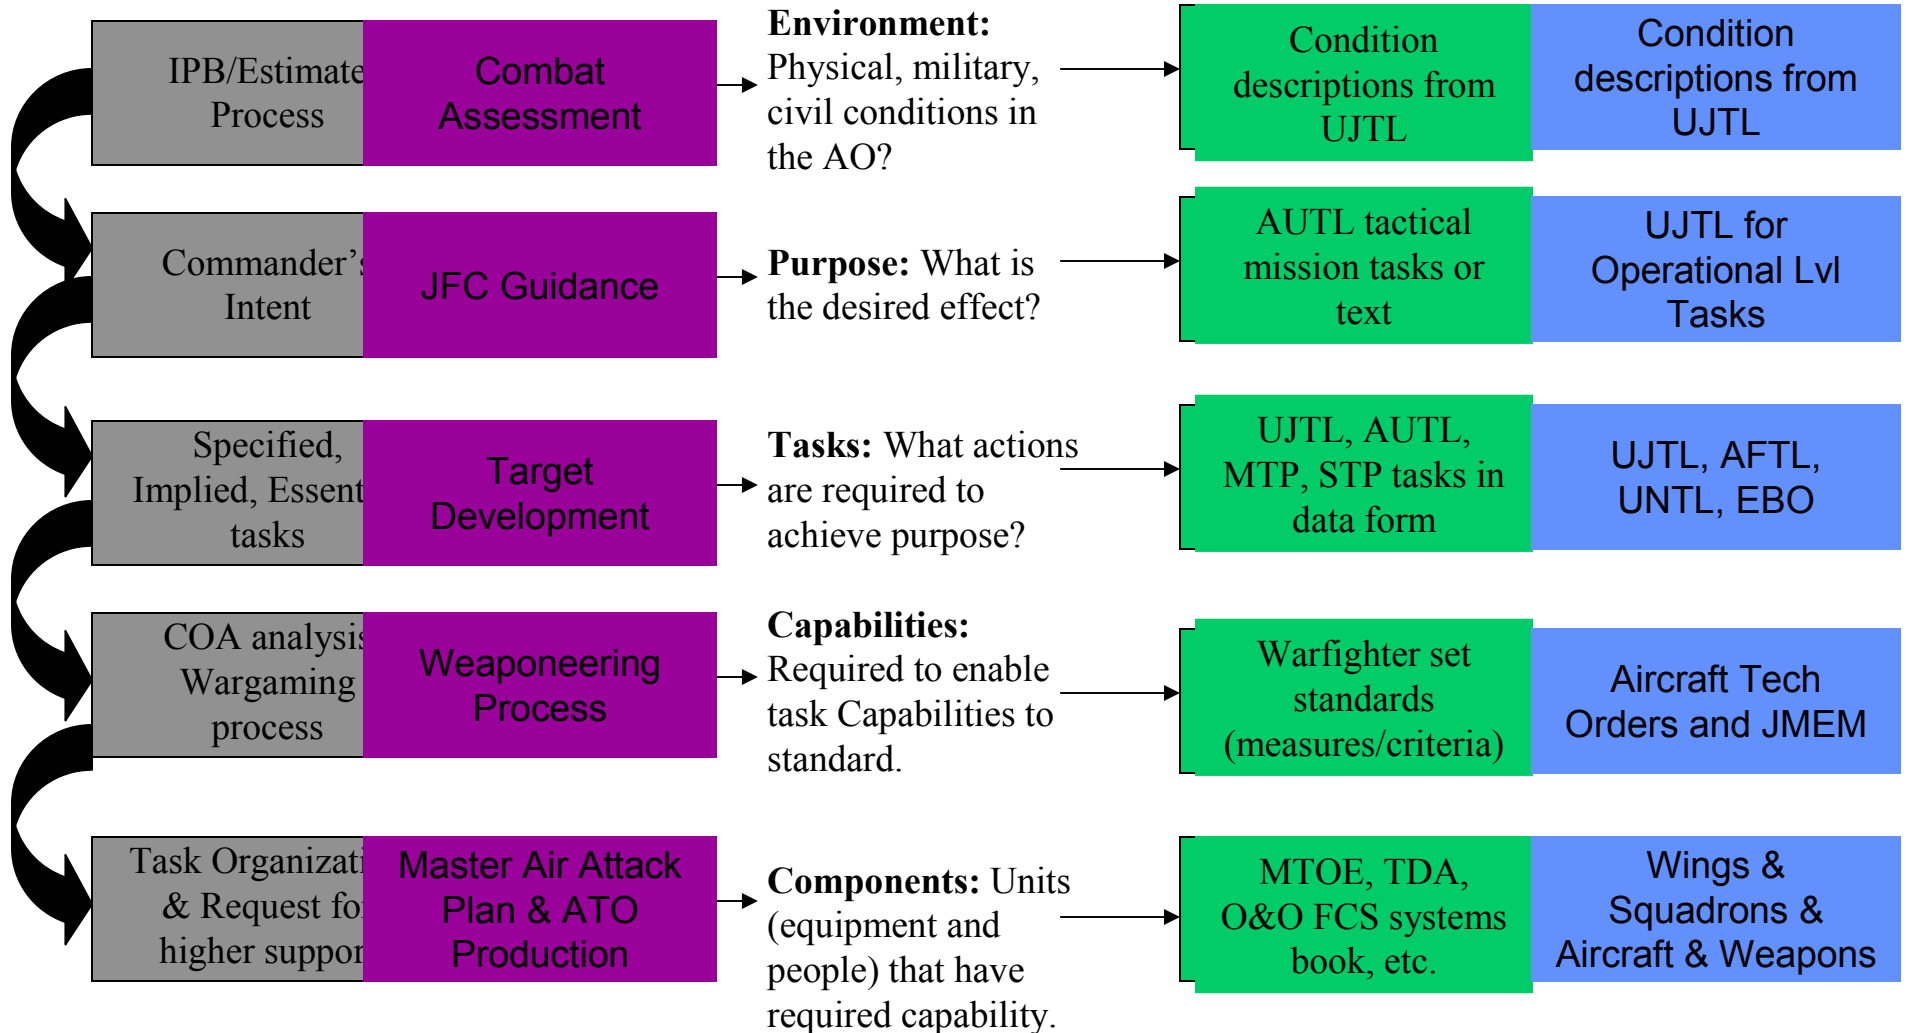 IPB/Estimate
Process
Combat
Assessment
Environment:
Physical, military,
civil conditions in
the AO?
Condition
descriptions from
UJTL
Condition
descriptions from
UJTL
Commander’s
Intent
JFC Guidance
Purpose: What is
the desired effect?
AUTL tactical
mission tasks or
text
UJTL for
Operational Lvl
Tasks
Specified,
Implied, Essent
tasks
Target
Development
Tasks: What actions
are required to
achieve purpose?
UJTL, AUTL,
MTP, STP tasks in
data form
UJTL, AFTL,
UNTL, EBO
COA analysis
Wargaming
process
Weaponeering
Process
Capabilities:
Required to enable
task Capabilities to
standard.
Warfighter set
standards
(measures/criteria)
Aircraft Tech
Orders and JMEM
Task Organizati
& Request for
higher support
Master Air Attack
Plan & ATO
Production
Components: Units
(equipment and
people) that have
required capability.
MTOE, TDA,
O&O FCS systems
book, etc.
Wings &
Squadrons &
Aircraft & Weapons